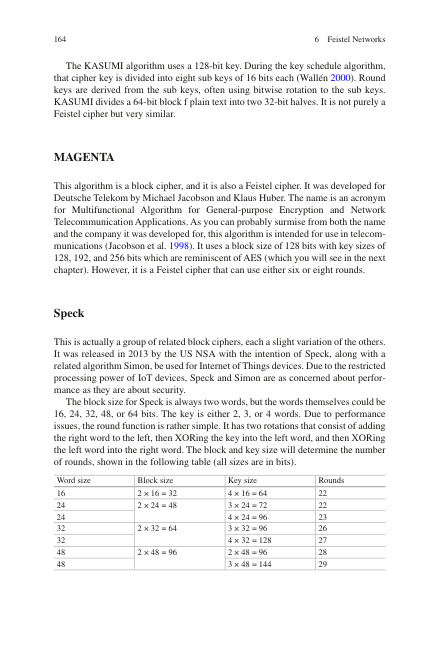 164
6 Feistel Networks
The KASUMI algorithm uses a 128-bit key. During the key schedule algorithm,
that cipher key is divided into eight sub keys of 16 bits each (Wallén 2000). Round
keys are derived from the sub keys, often using bitwise rotation to the sub keys.
KASUMI divides a 64-bit block f plain text into two 32-bit halves. It is not purely a
Feistel cipher but very similar.
MAGENTA
This algorithm is a block cipher, and it is also a Feistel cipher. It was developed for
Deutsche Telekom by Michael Jacobson and Klaus Huber. The name is an acronym
for Multifunctional Algorithm for General-purpose Encryption and Network
Telecommunication Applications. As you can probably surmise from both the name
and the company it was developed for, this algorithm is intended for use in telecom-
munications (Jacobson et al. 1998). It uses a block size of 128 bits with key sizes of
128, 192, and 256 bits which are reminiscent of AES (which you will see in the next
chapter). However, it is a Feistel cipher that can use either six or eight rounds.
Speck
This is actually a group of related block ciphers, each a slight variation of the others.
It was released in 2013 by the US NSA with the intention of Speck, along with a
related algorithm Simon, be used for Internet of Things devices. Due to the restricted
processing power of IoT devices, Speck and Simon are as concerned about perfor-
mance as they are about security.
The block size for Speck is always two words, but the words themselves could be
16, 24, 32, 48, or 64 bits. The key is either 2, 3, or 4 words. Due to performance
issues, the round function is rather simple. It has two rotations that consist of adding
the right word to the left, then XORing the key into the left word, and then XORing
the left word into the right word. The block and key size will determine the number
of rounds, shown in the following table (all sizes are in bits).
Word size Block size Key size Rounds
16 2 × 16 = 32 4 × 16 = 64 22
24 2 × 24 = 48 3 × 24 = 72 22
24 4 × 24 = 96 23
32 2 × 32 = 64 3 × 32 = 96 26
32 4 × 32 = 128 27
48 2 × 48 = 96 2 × 48 = 96 28
48 3 × 48 = 144 29